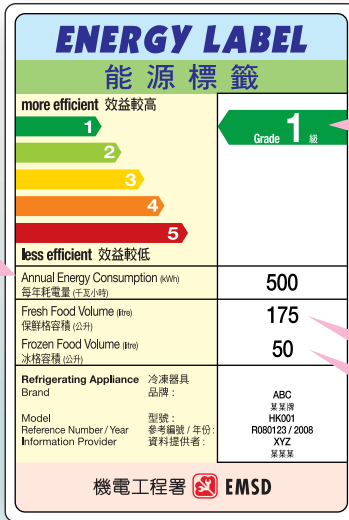 ENERGY LABEL
能源標籤
more efficient 效益較高
1
2
3
4
5
less efficient 效益較低
Grade 1 級
Annual Energy Consumption (kWh)
每年耗電量 (千瓦小時)
500
Fresh Food Volume (litre)
保鮮格容積 (公升)
175
Frozen Food Volume (litre)
冰格容積 (公升)
50
Refrigerating Appliance 冷凍器具
Brand 品牌 :
ABC
某某牌
Model 型號 :
HK001
Reference Number / Year 參考編號 / 年份 :
R080123 / 2008
Information Provider 資料提供者 :
XYZ
某某某
機電工程署 EMSD